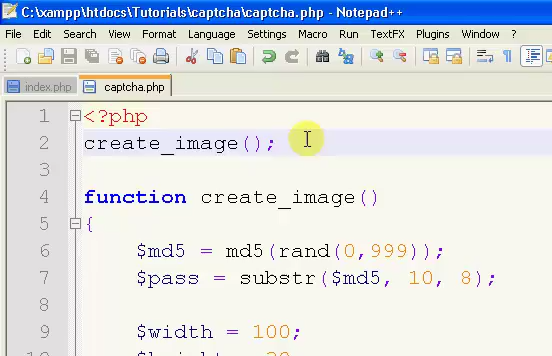 C:\xampp\htdocs\Tutorials\captcha\captcha.php - Notepad++
File Edit Search View Format Language Settings Macro Run TextFX Plugins Window ?
index.php captcha.php
1 <?php
2 create_image();
3
4 function create_image()
5 {
6 $md5 = md5(rand(0,999));
7 $pass = substr($md5, 10, 8);
8
9 $width = 100;